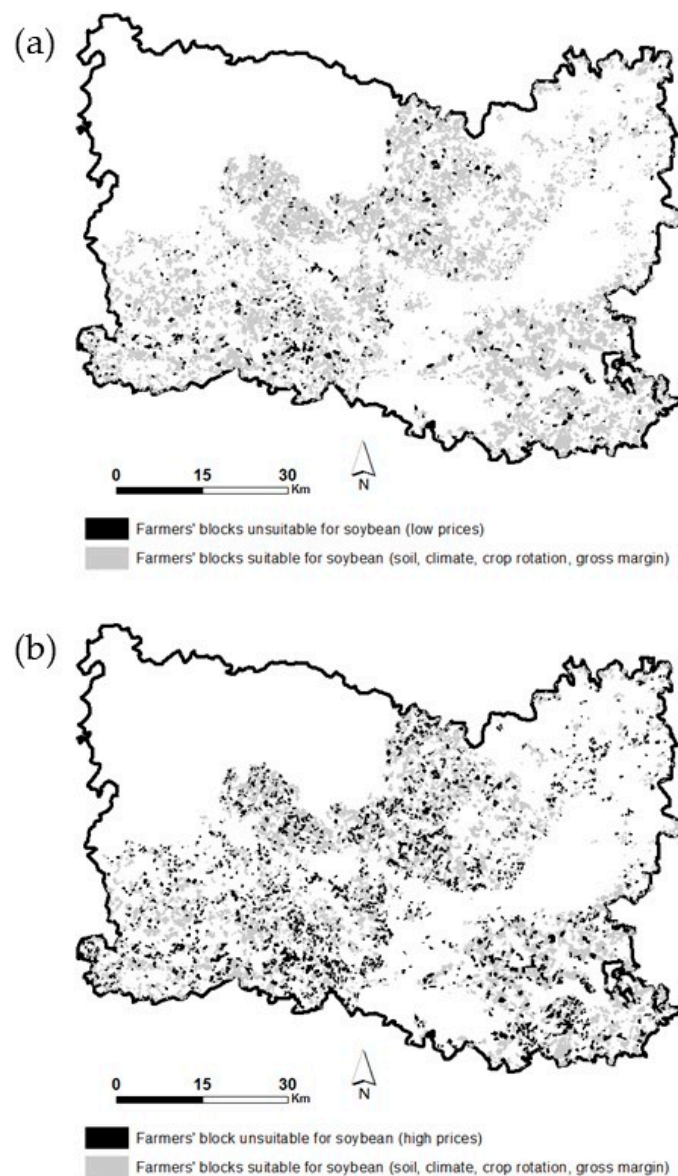 (a)
0 15 30
Km
N
Farmers' blocks unsuitable for soybean (low prices)
Farmers' blocks suitable for soybean (soil, climate, crop rotation, gross margin)
(b)
0 15 30
Km
N
Farmers' block unsuitable for soybean (high prices)
Farmers' blocks suitable for soybean (soil, climate, crop rotation, gross margin)